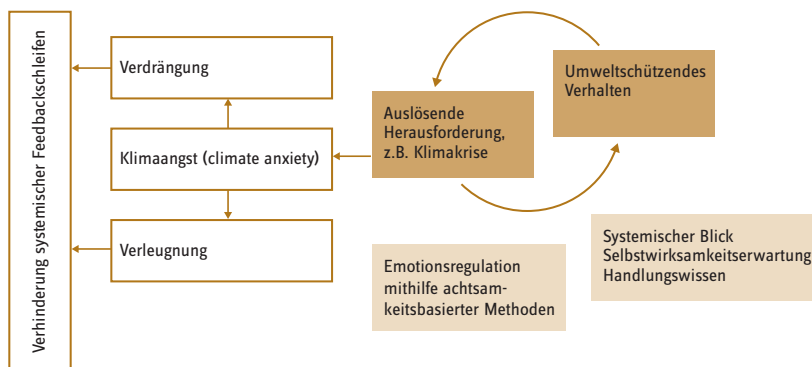 Verhinderung systemischer Feedbackschleifen
Verdrängung
Klimaangst (climate anxiety)
Verleugnung
Auslösende
Herausforderung,
z.B. Klimakrise
Umweltschützendes
Verhalten
Emotionsregulation
mithilfe achtsam-
keitsbasierter Methoden
Systemischer Blick
Selbstwirksamkeitserwartung
Handlungswissen